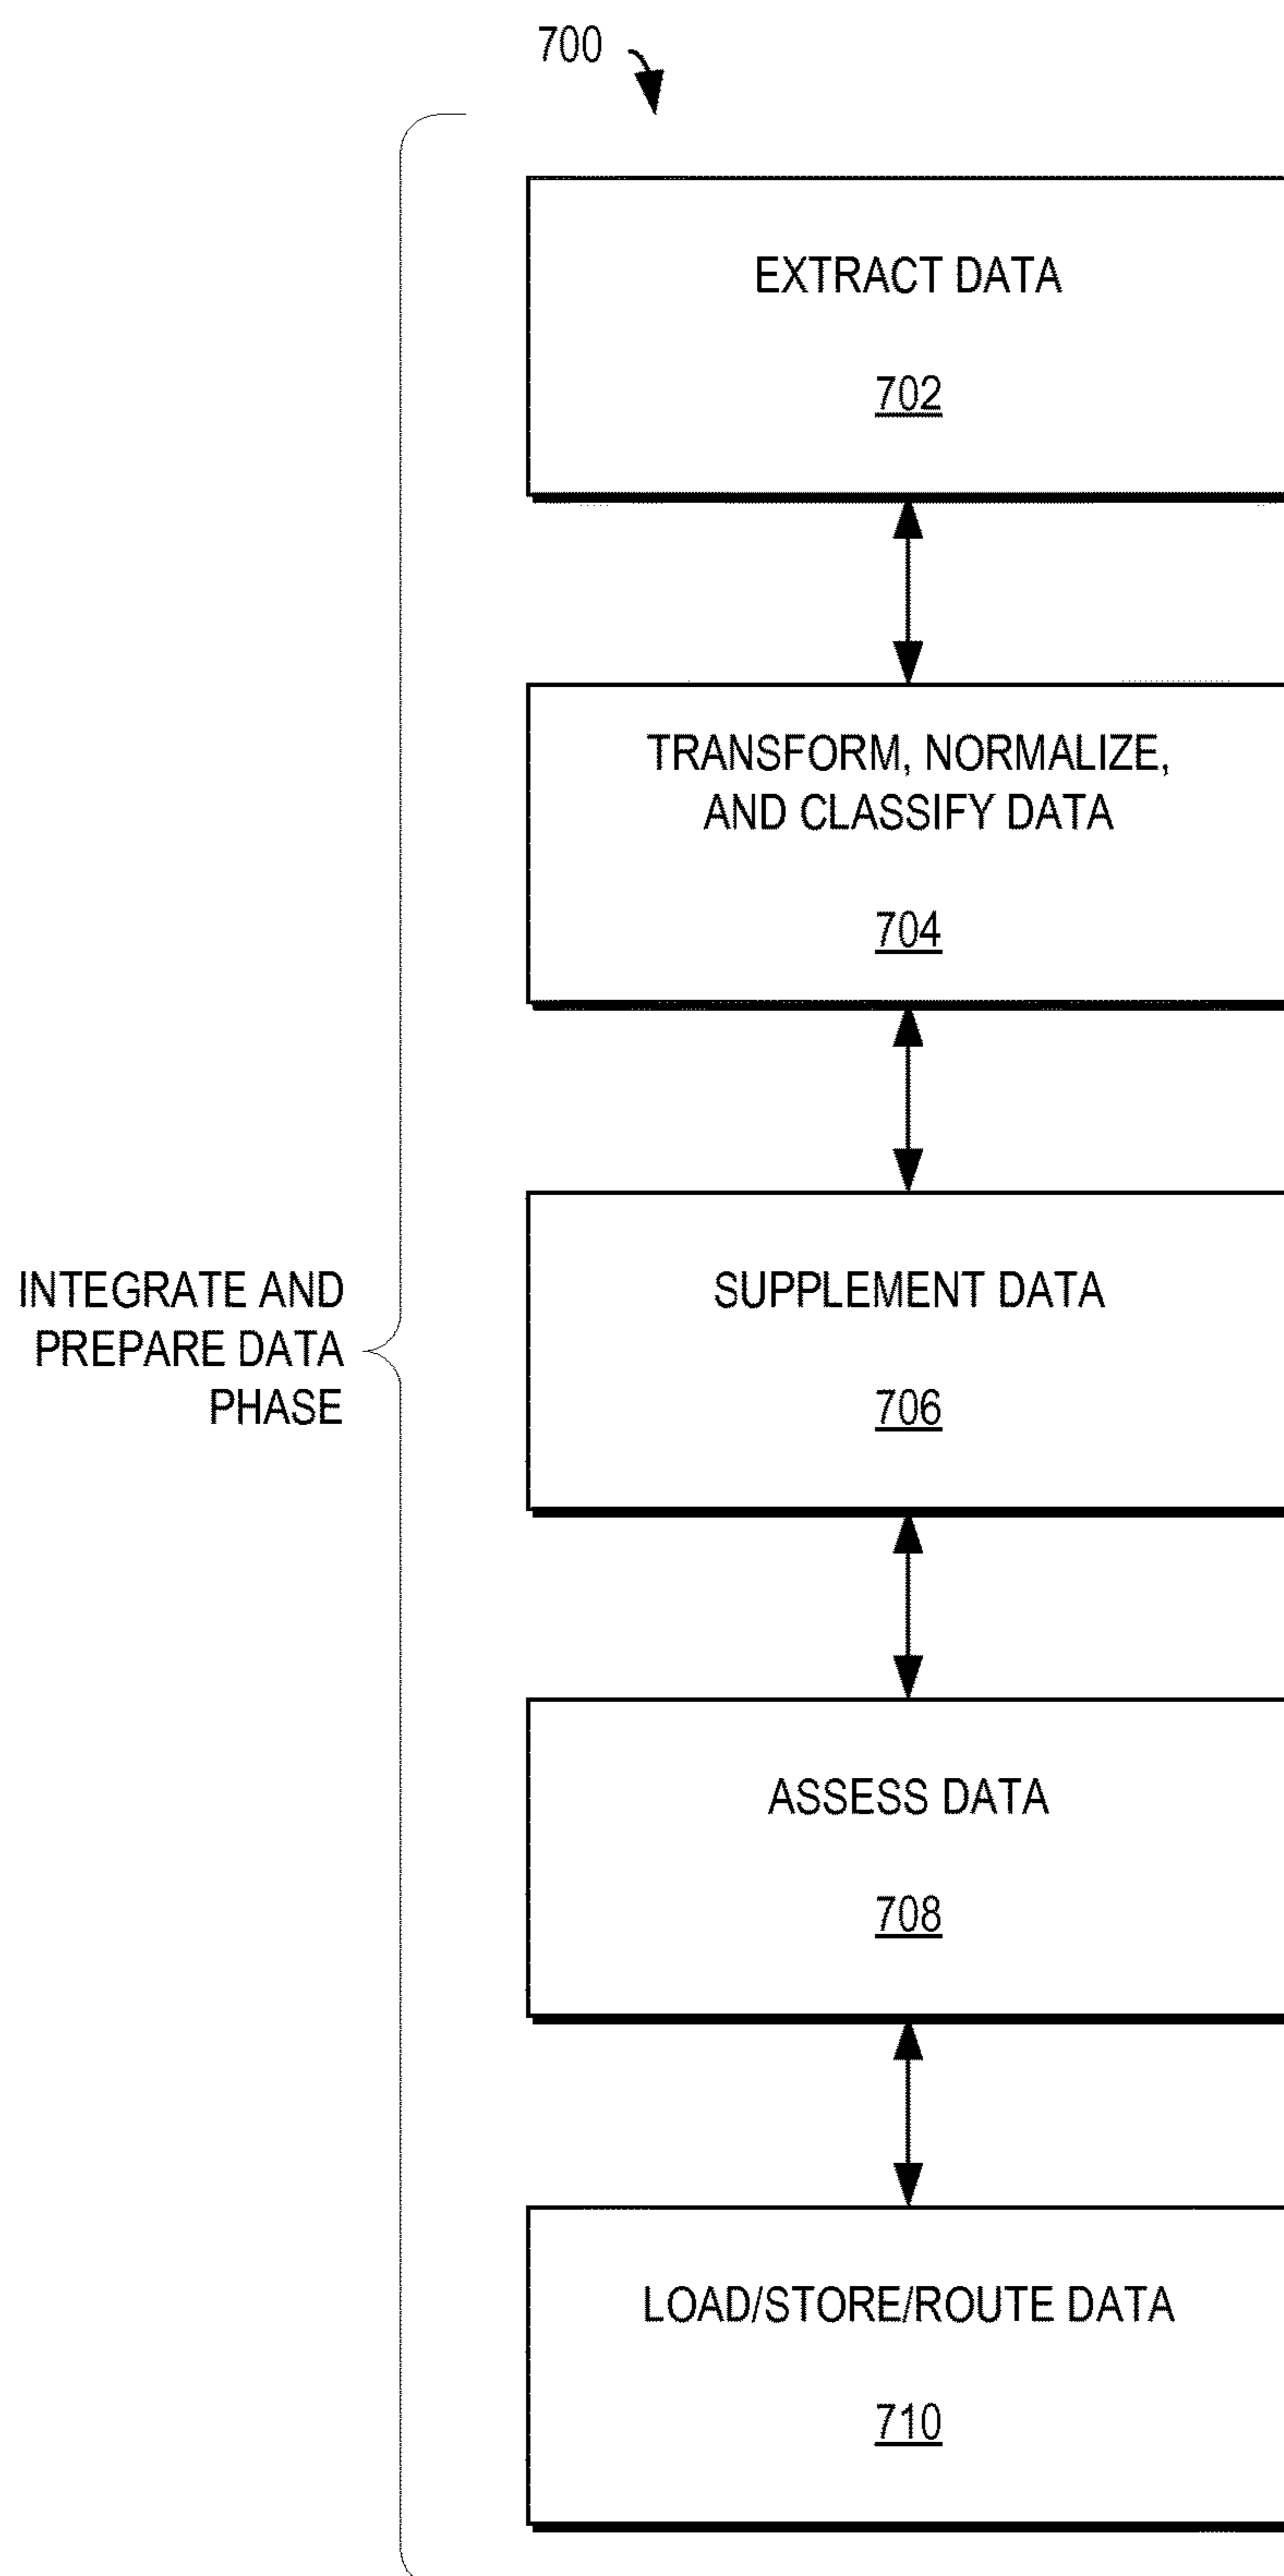 700
EXTRACT DATA
702
TRANSFORM, NORMALIZE,
AND CLASSIFY DATA
704
INTEGRATE AND
PREPARE DATA
PHASE
SUPPLEMENT DATA
706
ASSESS DATA
708
LOAD/STORE/ROUTE DATA
710